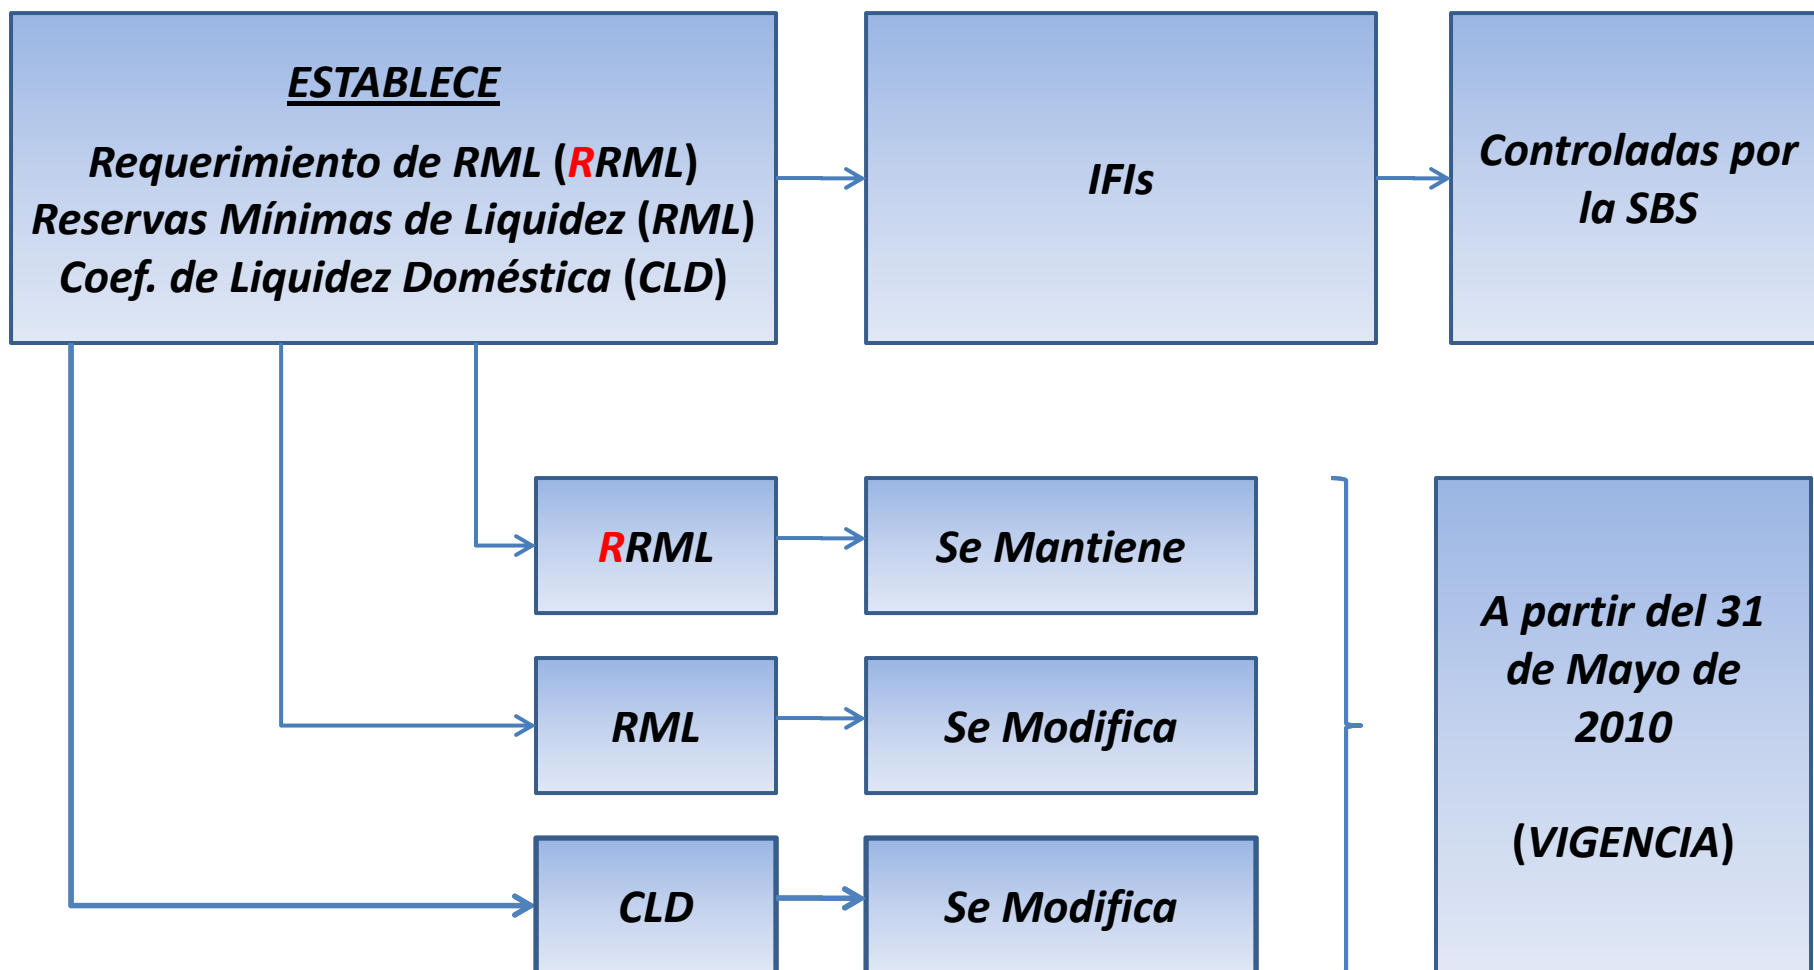 ESTABLECE
Requerimiento de RML (RRML)
Reservas Mínimas de Liquidez (RML)
Coef. de Liquidez Doméstica (CLD)
IFIs
Controladas por
la SBS
RRML
Se Mantiene
RML
Se Modifica
CLD
Se Modifica
A partir del 31
de Mayo de
2010
(VIGENCIA)